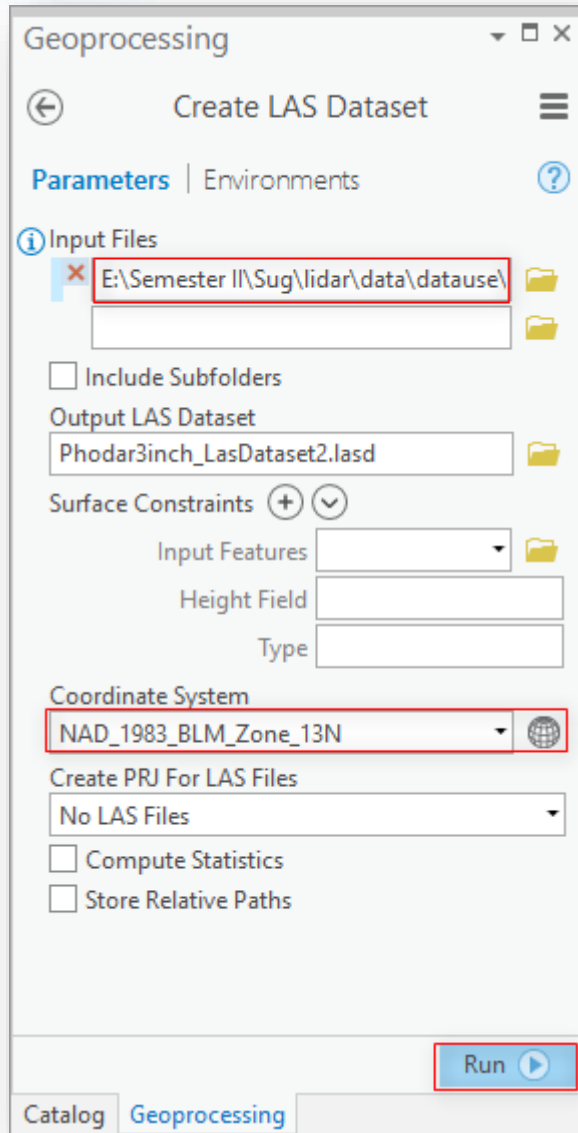 Geoprocessing
Create LAS Dataset
Parameters | Environments
Input Files
E:\Semester II\Sug\lidar\data\datause\
Include Subfolders
Output LAS Dataset
Phodar3inch_LasDataset2.lasd
Surface Constraints
Input Features
Height Field
Type
Coordinate System
NAD_1983_BLM_Zone_13N
Create PRJ For LAS Files
No LAS Files
Compute Statistics
Store Relative Paths
Run
Catalog Geoprocessing